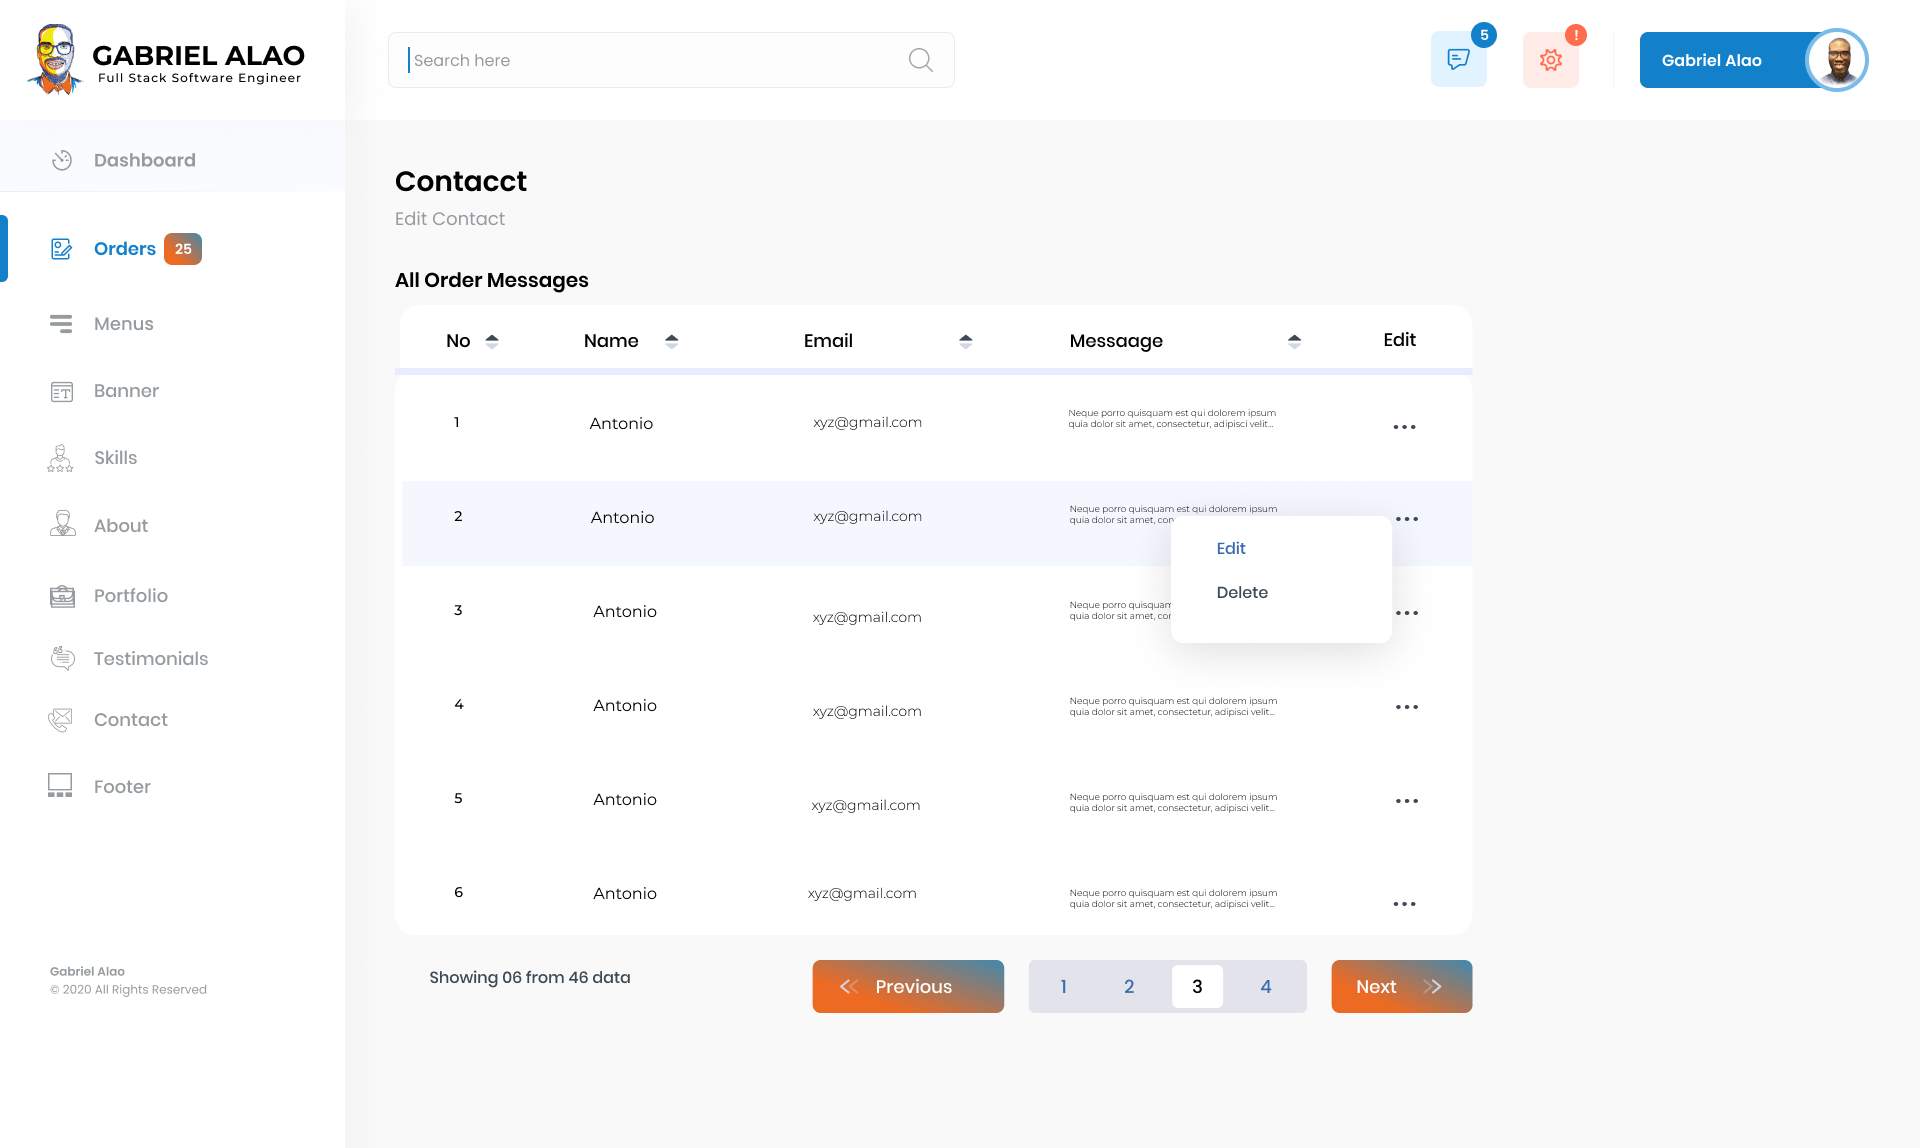 GABRIEL ALAO
Full Stack Software Engineer
Search here
5
!
Gabriel Alao
Dashboard
Orders 25
Menus
Banner
Skills
About
Portfolio
Testimonials
Contact
Footer
Gabriel Alao
© 2020 All Rights Reserved
Contacct
Edit Contact
All Order Messages
No Name Email Messaage Edit
1 Antonio xyz@gmail.com Neque porro quisquam est qui dolorem ipsum
quia dolor sit amet, consectetur, adipisci velit...
...
2 Antonio xyz@gmail.com Neque porro quisquam est qui dolorem ipsum
quia dolor sit amet, con
...
Edit
Delete
3 Antonio xyz@gmail.com Neque porro quisquam
quia dolor sit amet, con
...
4 Antonio xyz@gmail.com Neque porro quisquam est qui dolorem ipsum
quia dolor sit amet, consectetur, adipisci velit...
...
5 Antonio xyz@gmail.com Neque porro quisquam est qui dolorem ipsum
quia dolor sit amet, consectetur, adipisci velit...
...
6 Antonio xyz@gmail.com Neque porro quisquam est qui dolorem ipsum
quia dolor sit amet, consectetur, adipisci velit...
...
Showing 06 from 46 data
Previous 1 2 3 4 Next